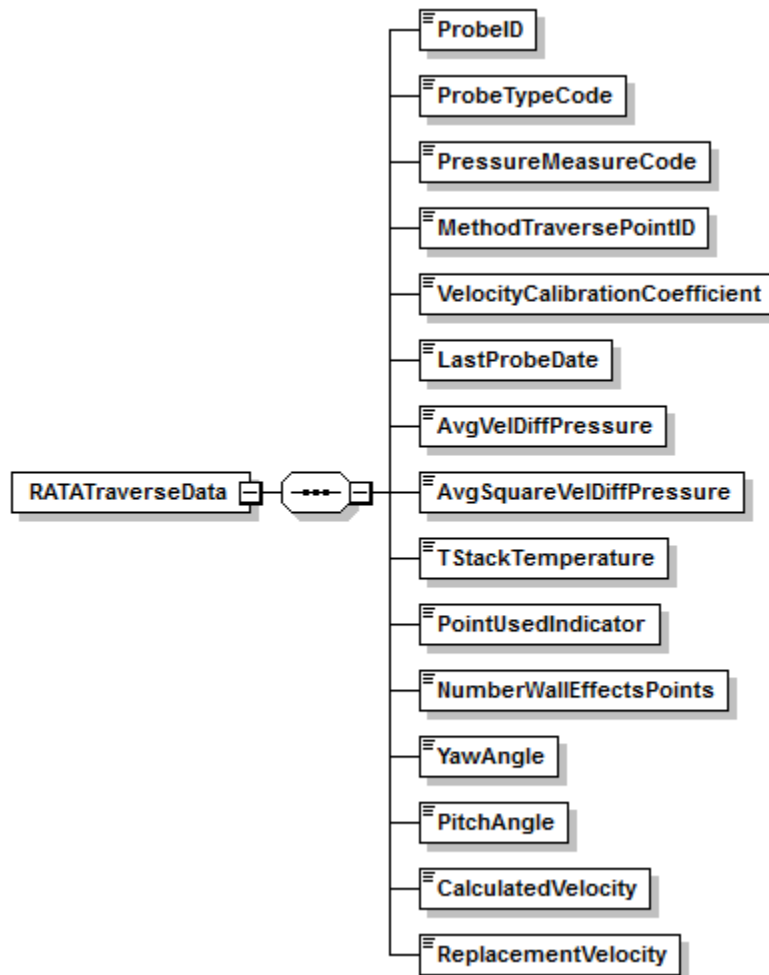 ProbeID
ProbeTypeCode
PressureMeasureCode
MethodTraversePointID
VelocityCalibrationCoefficient
LastProbeDate
AvgVelDiffPressure
RATATraverseData
AvgSquareVelDiffPressure
TStackTemperature
PointUsedIndicator
NumberWallEffectsPoints
YawAngle
PitchAngle
CalculatedVelocity
ReplacementVelocity